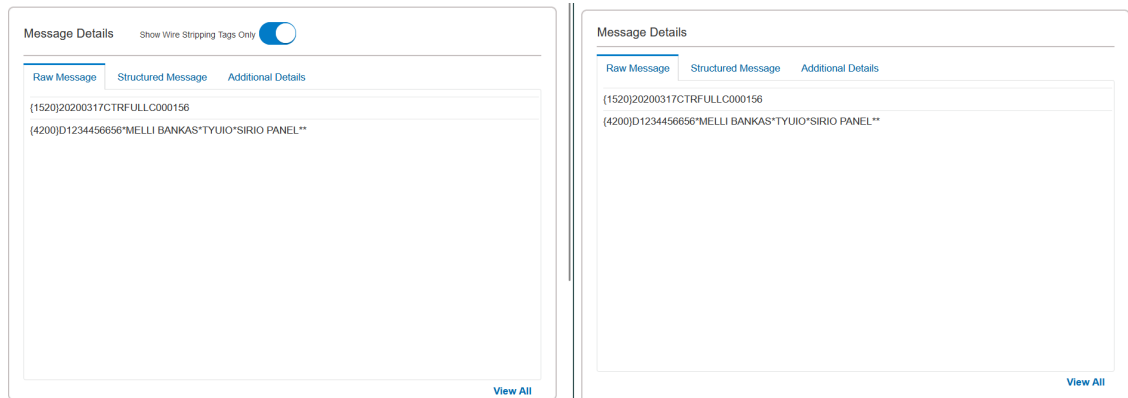 Message Details Show Wire Stripping Tags Only
Raw Message Structured Message Additional Details
{1520}20200317CTRFULLC000156
{4200}D1234456656*MELLI BANKAS*TYUIO*SIRIO PANEL**
View All
Message Details
Raw Message Structured Message Additional Details
{1520}20200317CTRFULLC000156
{4200}D1234456656*MELLI BANKAS*TYUIO*SIRIO PANEL**
View All